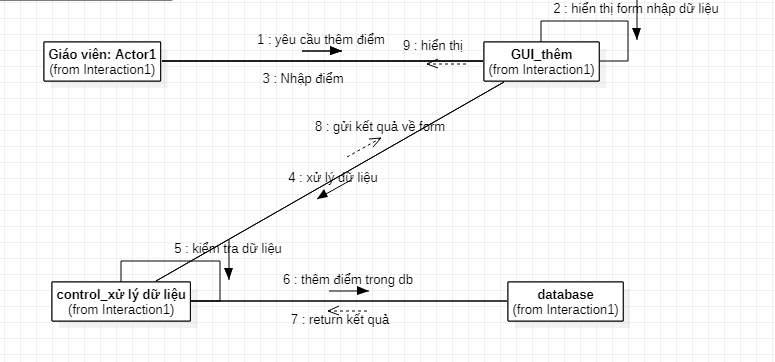 2 : hiển thị form nhập dữ liệu
1 : yêu cầu thêm điểm
9 : hiển thị
Giáo viên: Actor1
(from Interaction1)
GUI_thêm
(from Interaction1)
3 : Nhập điểm
8 : gửi kết quả về form
4 : xử lý dữ liệu
5 : kiểm tra dữ liệu
6 : thêm điểm trong db
control_xử lý dữ liệu
(from Interaction1)
database
(from Interaction1)
7 : return kết quả